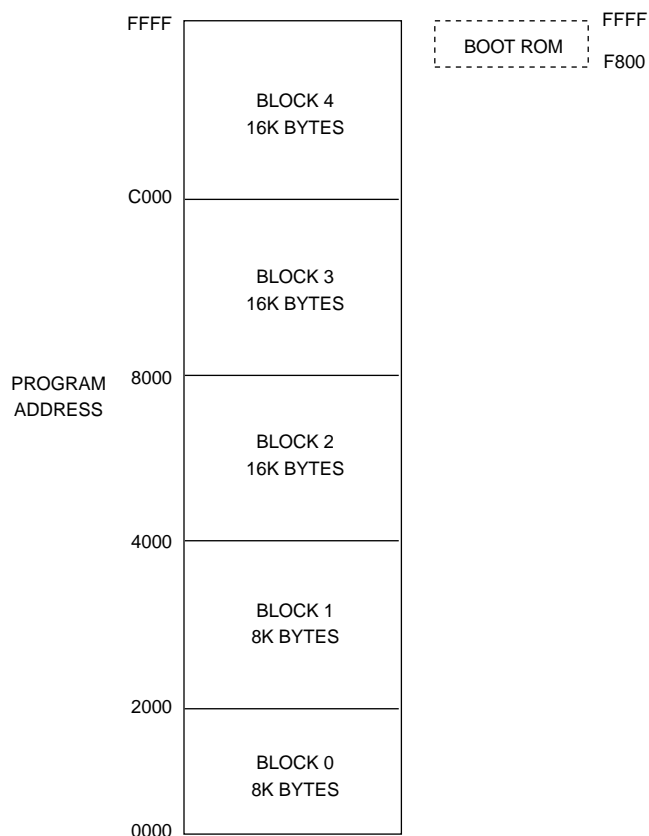 FFFF
BOOT ROM
FFFF
F800
BLOCK 4
16K BYTES
C000
BLOCK 3
16K BYTES
PROGRAM
ADDRESS
8000
BLOCK 2
16K BYTES
4000
BLOCK 1
8K BYTES
2000
BLOCK 0
8K BYTES
0000